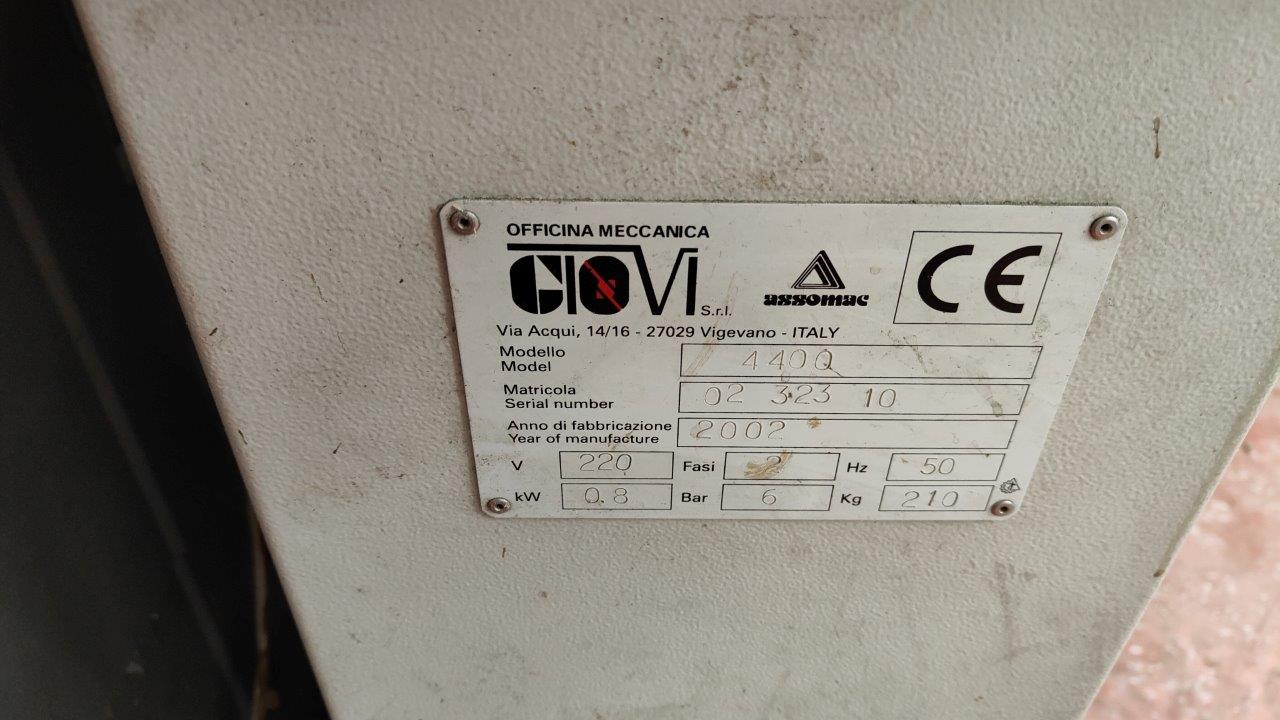 OFFICINA MECCANICA
GIOVI S.r.l.
assomac
CE
Via Acqui, 14/16 - 27029 Vigevano - ITALY
Modello
Model 4400
Matricola
Serial number 02 323 10
Anno di fabbricazione
Year of manufacture 2002
V 220 Fasi 2 Hz 50
kW 0.8 Bar 6 Kg 210